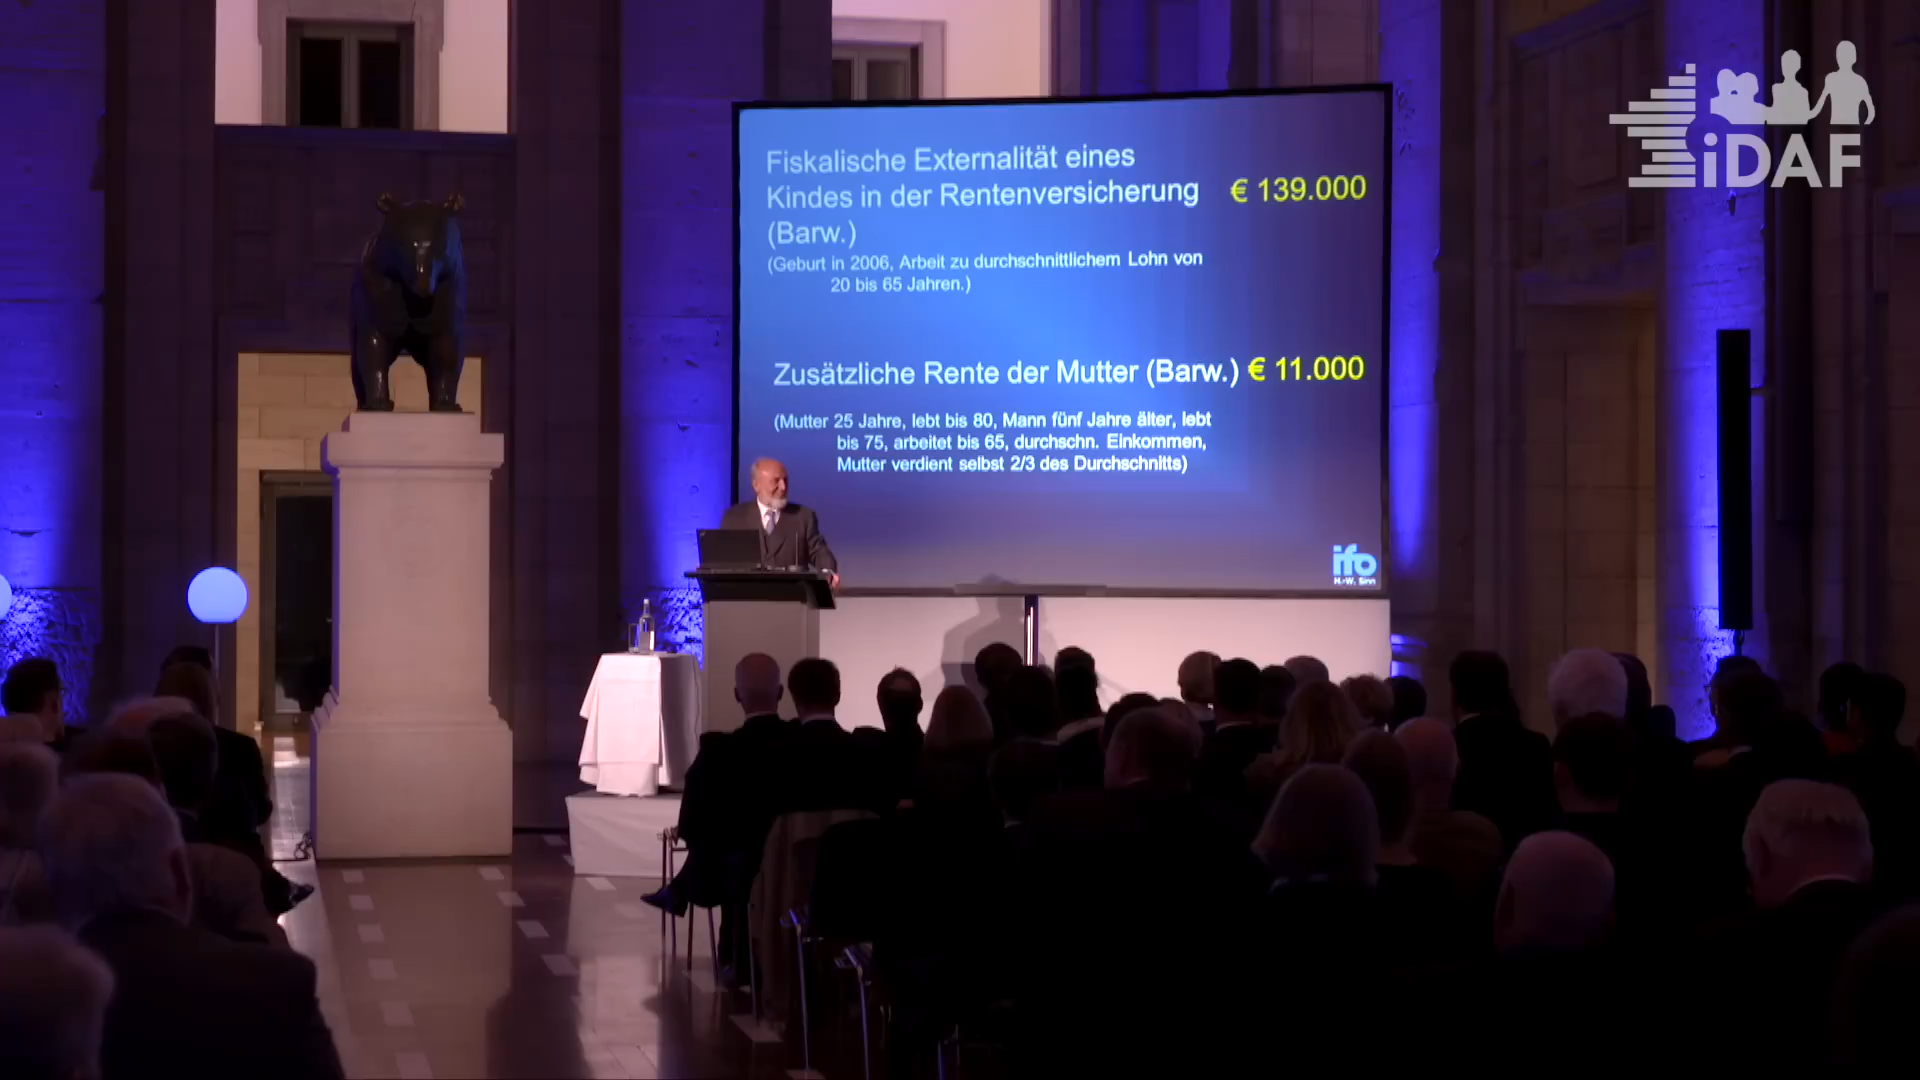 Fiskalische Externalität eines
Kindes in der Rentenversicherung € 139.000
(Barw.)
(Geburt in 2006, Arbeit zu durchschnittlichem Lohn von
20 bis 65 Jahren.)
Zusätzliche Rente der Mutter (Barw.) € 11.000
(Mutter 25 Jahre, lebt bis 80, Mann fünf Jahre älter, lebt
bis 75, arbeitet bis 65, durchschn. Einkommen,
Mutter verdient selbst 2/3 des Durchschnitts)
ifo
H.-W. Sinn
iDAF